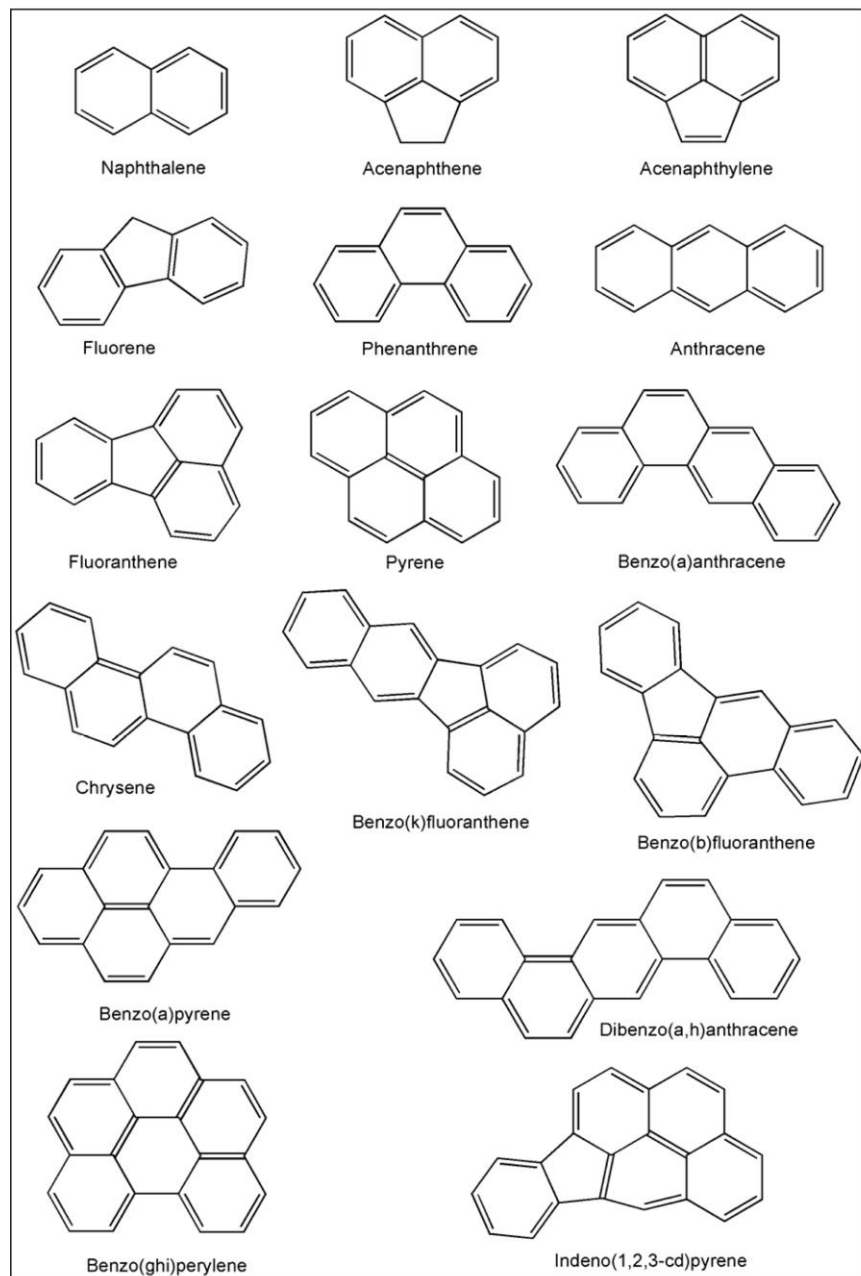 Naphthalene
Acenaphthene
Acenaphthylene
Fluorene
Phenanthrene
Anthracene
Fluoranthene
Pyrene
Benzo(a)anthracene
Chrysene
Benzo(k)fluoranthene
Benzo(b)fluoranthene
Benzo(a)pyrene
Dibenzo(a,h)anthracene
Benzo(ghi)perylene
Indeno(1,2,3-cd)pyrene